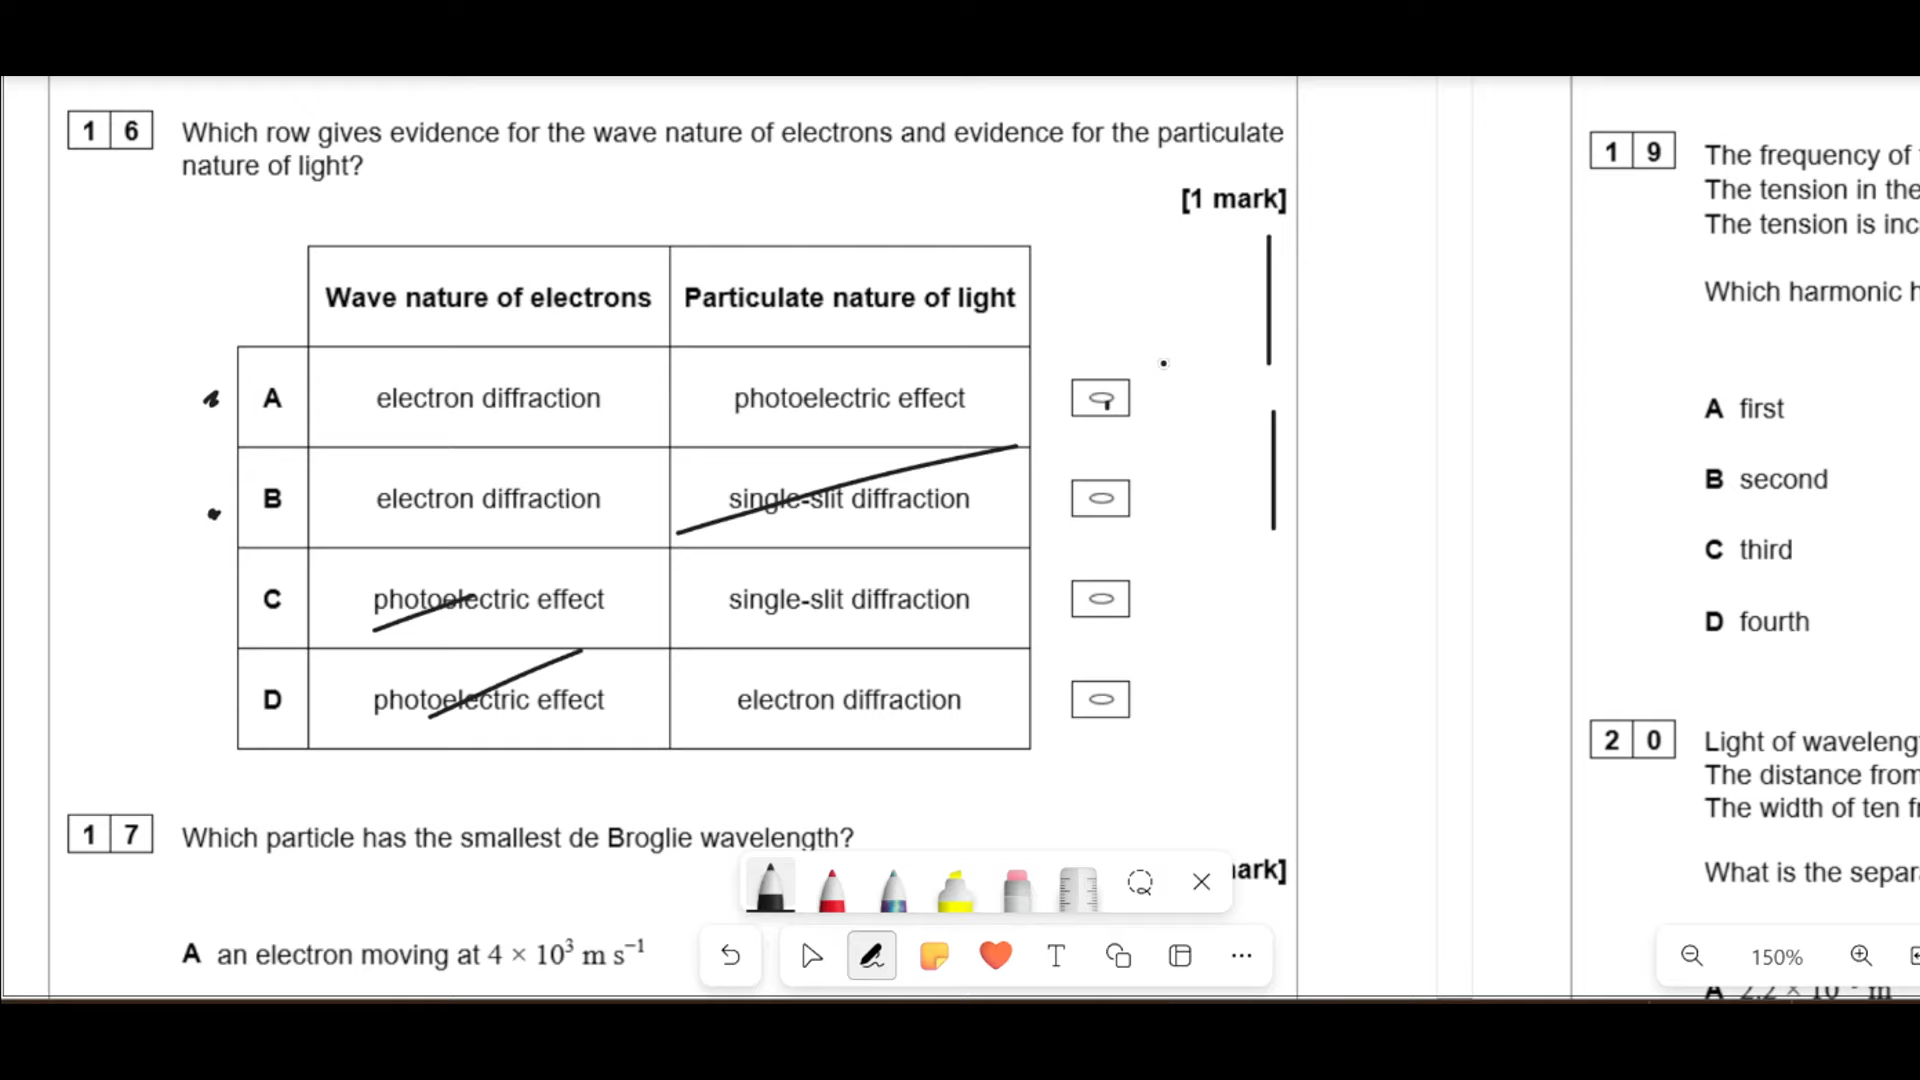 1 6 Which row gives evidence for the wave nature of electrons and evidence for the particulate
nature of light?
[1 mark]
Wave nature of electrons Particulate nature of light
A electron diffraction photoelectric effect
B electron diffraction single-slit diffraction
C photoelectric effect single-slit diffraction
D photoelectric effect electron diffraction
1 7 Which particle has the smallest de Broglie wavelength?
ark]
A an electron moving at 4 × 10³ m s⁻¹
1 9 The frequency of
The tension in the
The tension is inc
Which harmonic h
A first
B second
C third
D fourth
2 0 Light of waveleng
The distance from
The width of ten f
What is the separ
T
150%